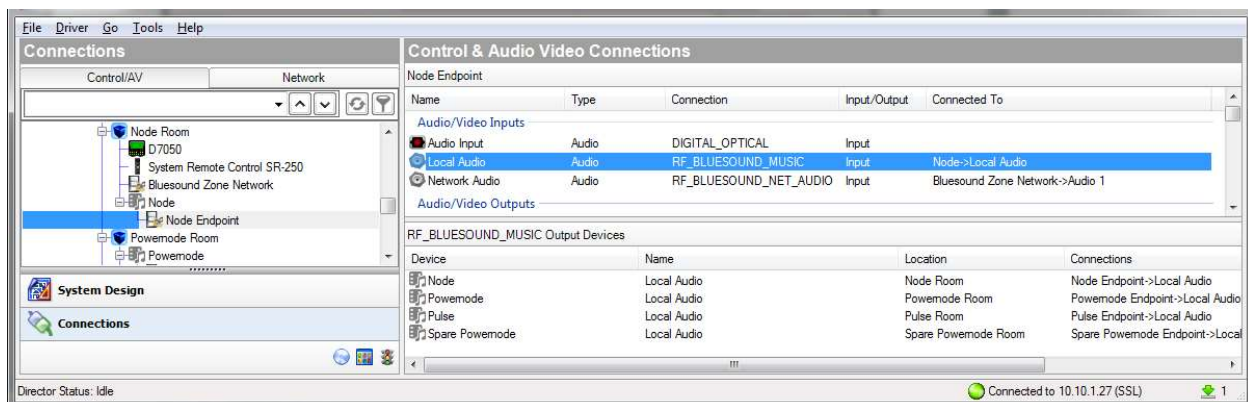 File Driver Go Tools Help
Connections
Control/AV Network
Node Room
D7050
System Remote Control SR-250
Bluesound Zone Network
Node
Node Endpoint
Powernode Room
Powernode
System Design
Connections
Control & Audio Video Connections
Node Endpoint
Name Type Connection Input/Output Connected To
Audio/Video Inputs
Audio Input Audio DIGITAL_OPTICAL Input
Local Audio Audio RF_BLUESOUND_MUSIC Input Node->Local Audio
Network Audio Audio RF_BLUESOUND_NET_AUDIO Input Bluesound Zone Network->Audio 1
Audio/Video Outputs
RF_BLUESOUND_MUSIC Output Devices
Device Name Location Connections
Node Local Audio Node Room Node Endpoint->Local Audio
Powernode Local Audio Powernode Room Powernode Endpoint->Local Audio
Pulse Local Audio Pulse Room Pulse Endpoint->Local Audio
Spare Powernode Local Audio Spare Powernode Room Spare Powernode Endpoint->Local
Director Status: Idle Connected to 10.10.1.27 (SSL) 1